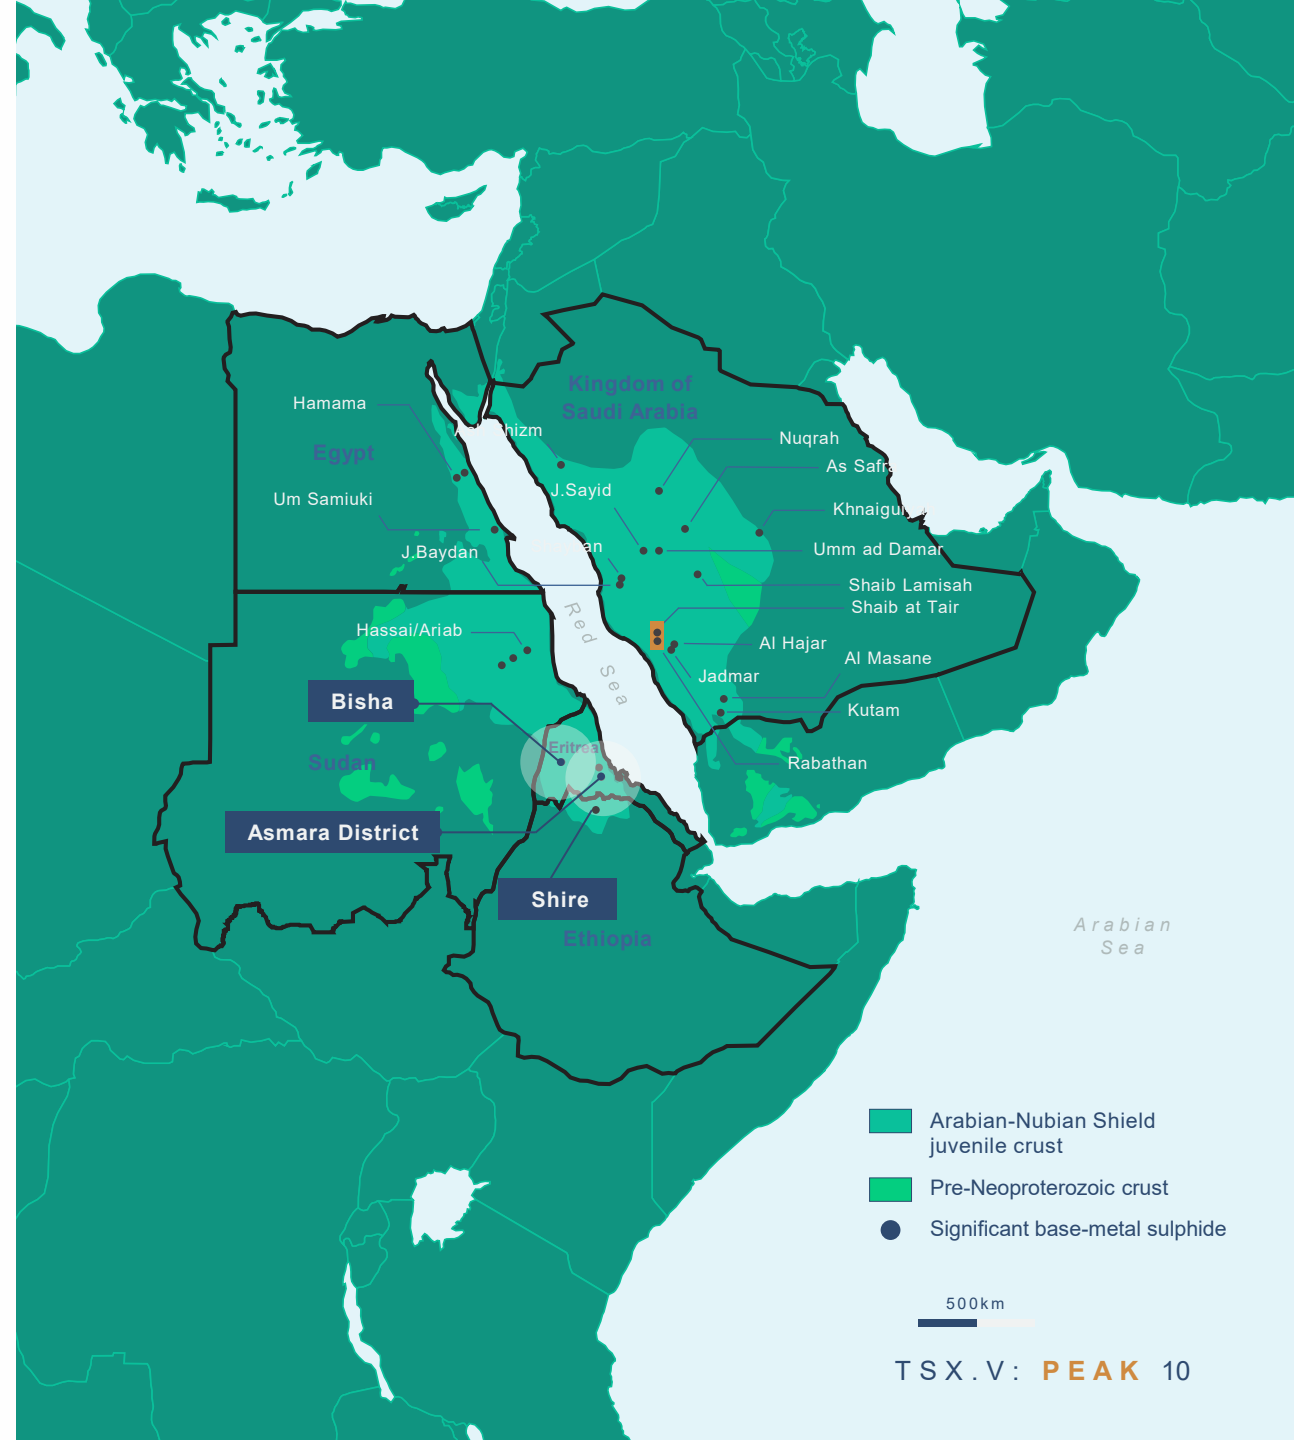 Kingdom of
Saudi Arabia
Hamama
Nuqrah
Egypt
As Safra
J.Sayid
Um Samiuki
Umm ad Damar
J.Baydan
Shaib Lamisah
Shaib at Tair
Hassai/Ariab
Red Sea
Al Hajar
Al Masane
Jadmar
Bisha
Kutam
Eritrea
Sudan
Rabathan
Asmara District
Shire
Ethiopia
Arabian
Sea
Arabian-Nubian Shield
juvenile crust
Pre-Neoproterozoic crust
Significant base-metal sulphide
500km
TSX.V: PEAK 10